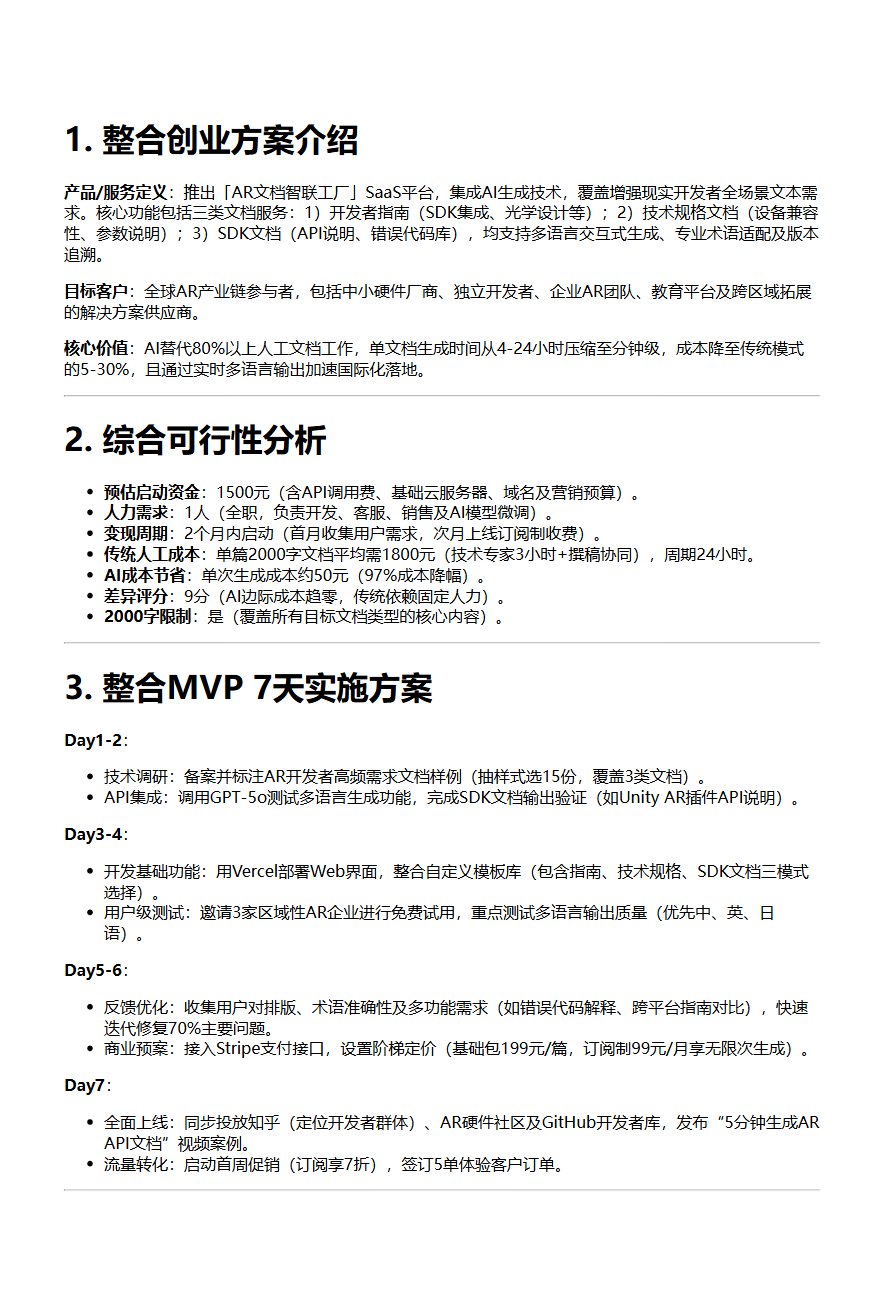 1. 整合创业方案介绍
产品/服务定义：推出「AR文档智联工厂」SaaS平台，集成AI生成技术，覆盖增强现实开发者全场景文本需
求。核心功能包括三类文档服务：1）开发者指南（SDK集成、光学设计等）；2）技术规格文档（设备兼容
性、参数说明）；3）SDK文档（API说明、错误代码库），均支持多语言交互式生成、专业术语适配及版本
追溯。
目标客户：全球AR产业链参与者，包括中小硬件厂商、独立开发者、企业AR团队、教育平台及跨区域拓展
的解决方案供应商。
核心价值：AI替代80%以上人工文档工作，单文档生成时间从4-24小时压缩至分钟级，成本降至传统模式
的5-30%，且通过实时多语言输出加速国际化落地。
2. 综合可行性分析
• 预估启动资金：1500元（含API调用费、基础云服务器、域名及营销预算）。
• 人力需求：1人（全职，负责开发、客服、销售及AI模型微调）。
• 变现周期：2个月内启动（首月收集用户需求，次月上线订阅制收费）。
• 传统人工成本：单篇2000字文档平均需1800元（技术专家3小时+撰稿协同），周期24小时。
• AI成本节省：单次生成成本约50元（97%成本降幅）。
• 差异评分：9分（AI边际成本趋零，传统依赖固定人力）。
• 2000字限制：是（覆盖所有目标文档类型的核心内容）。
3. 整合MVP 7天实施方案
Day1-2：
• 技术调研：备案并标注AR开发者高频需求文档样例（抽样式选15份，覆盖3类文档）。
• API集成：调用GPT-5o测试多语言生成功能，完成SDK文档输出验证（如Unity AR插件API说明）。
Day3-4：
• 开发基础功能：用Vercel部署Web界面，整合自定义模板库（包含指南、技术规格、SDK文档三模式
选择）。
• 用户级测试：邀请3家区域性AR企业进行免费试用，重点测试多语言输出质量（优先中、英、日
语）。
Day5-6：
• 反馈优化：收集用户对排版、术语准确性及多功能需求（如错误代码解释、跨平台指南对比），快速
迭代修复70%主要问题。
• 商业预案：接入Stripe支付接口，设置阶梯定价（基础包199元/篇，订阅制99元/月享无限次生成）。
Day7：
• 全面上线：同步投放知乎（定位开发者群体）、AR硬件社区及GitHub开发者库，发布“5分钟生成AR
API文档”视频案例。
• 流量转化：启动首周促销（订阅享7折），签订5单体验客户订单。